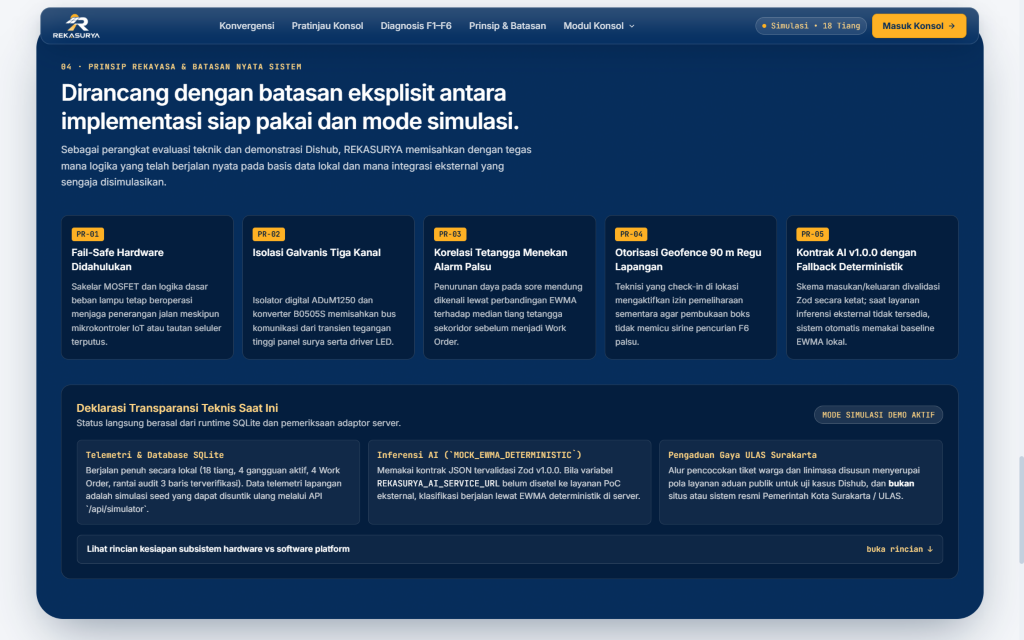 REKASURYA
Konvergensi
Pratinjau Konsol
Diagnosis F1–F6
Prinsip & Batasan
Modul Konsol
Simulasi • 18 Tiang
Masuk Konsol →
04 · PRINSIP REKAYASA & BATASAN NYATA SISTEM
Dirancang dengan batasan eksplisit antara
implementasi siap pakai dan mode simulasi.
Sebagai perangkat evaluasi teknik dan demonstrasi Dishub, REKASURYA memisahkan dengan tegas
mana logika yang telah berjalan nyata pada basis data lokal dan mana integrasi eksternal yang
sengaja disimulasikan.
PR-01
Fail-Safe Hardware
Didahulukan
Sakelar MOSFET dan logika dasar
beban lampu tetap beroperasi
menjaga penerangan jalan meskipun
mikrokontroler IoT atau tautan seluler
terputus.
PR-02
Isolasi Galvanis Tiga Kanal
Isolator digital ADuM1250 dan
konverter B0505S memisahkan bus
komunikasi dari transien tegangan
tinggi panel surya serta driver LED.
PR-03
Korelasi Tetangga Menekan
Alarm Palsu
Penurunan daya pada sore mendung
dikenali lewat perbandingan EWMA
terhadap median tiang tetangga
sekoridor sebelum menjadi Work
Order.
PR-04
Otorisasi Geofence 90 m Regu
Lapangan
Teknisi yang check-in di lokasi
mengaktifkan izin pemeliharaan
sementara agar pembukaan boks
tidak memicu sirine pencurian F6
palsu.
PR-05
Kontrak AI v1.0.0 dengan
Fallback Deterministik
Skema masukan/keluaran divalidasi
Zod secara ketat; saat layanan
inferensi eksternal tidak tersedia,
sistem otomatis memakai baseline
EWMA lokal.
Deklarasi Transparansi Teknis Saat Ini
Status langsung berasal dari runtime SQLite dan pemeriksaan adaptor server.
MODE SIMULASI DEMO AKTIF
Telemetri & Database SQLite
Berjalan penuh secara lokal (18 tiang, 4 gangguan aktif, 4 Work
Order, rantai audit 3 baris terverifikasi). Data telemetri lapangan
adalah simulasi seed yang dapat disuntik ulang melalui API
`/api/simulator`.
Inferensi AI (`MOCK_EWMA_DETERMINISTIC`)
Memakai kontrak JSON tervalidasi Zod v1.0.0. Bila variabel
REKASURYA_AI_SERVICE_URL belum disetel ke layanan PoC
eksternal, klasifikasi berjalan lewat EWMA deterministik di server.
Pengaduan Gaya ULAS Surakarta
Alur pencocokan tiket warga dan linimasa disusun menyerupai
pola layanan aduan publik untuk uji kasus Dishub, dan bukan
situs atau sistem resmi Pemerintah Kota Surakarta / ULAS.
Lihat rincian kesiapan subsistem hardware vs software platform
buka rincian ↓